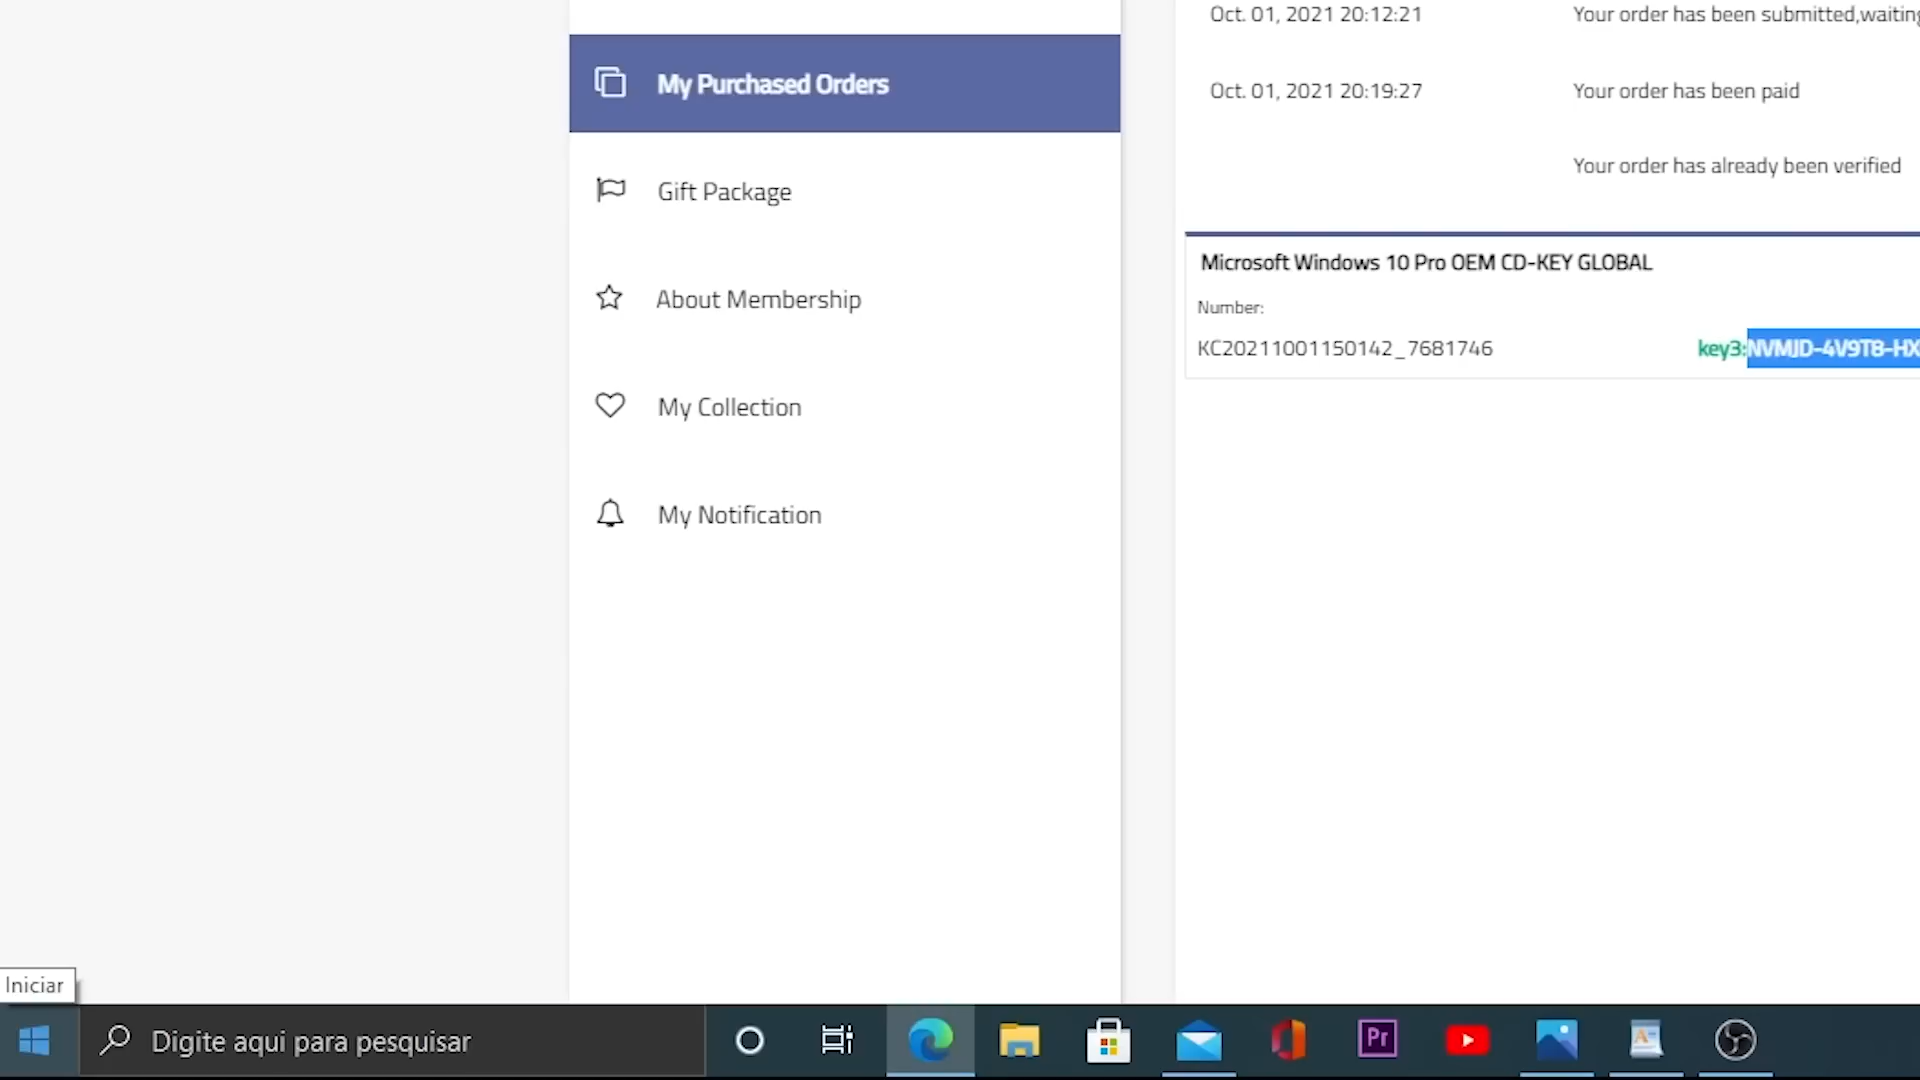 Oct. 01, 2021 20:12:21 Your order has been submitted,waiting
My Purchased Orders
Oct. 01, 2021 20:19:27 Your order has been paid
Your order has already been verified
Gift Package
Microsoft Windows 10 Pro OEM CD-KEY GLOBAL
About Membership
Number:
KC20211001150142_7681746 key3:NVMJD-4V9T8-HX
My Collection
My Notification
Iniciar
Digite aqui para pesquisar
Pr